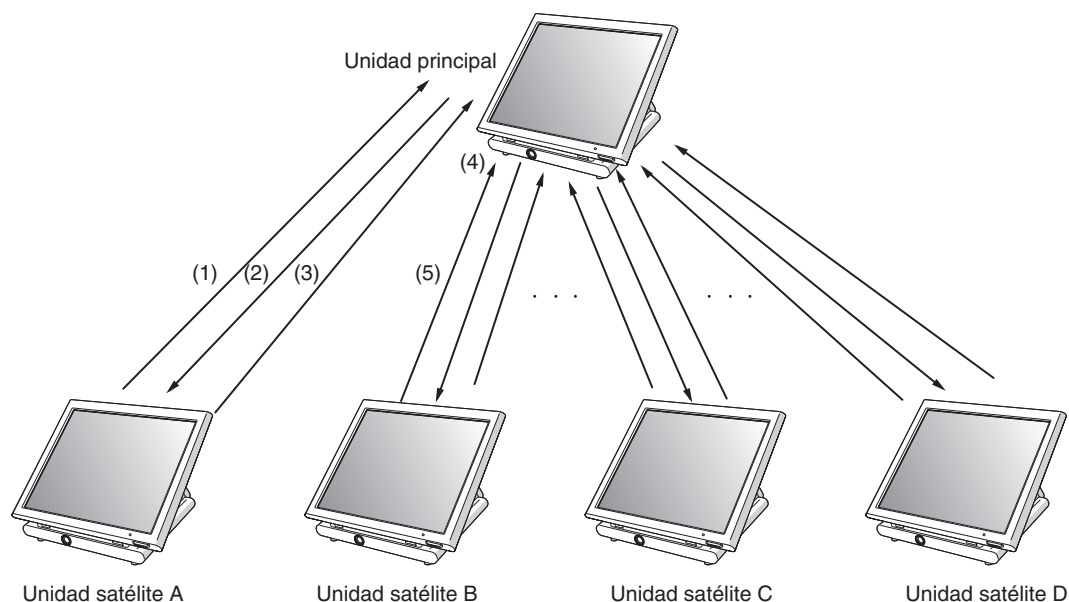 Unidad principal
(4)
(1) (2) (3) (5)
. . . . . .
Unidad satélite A Unidad satélite B Unidad satélite C Unidad satélite D